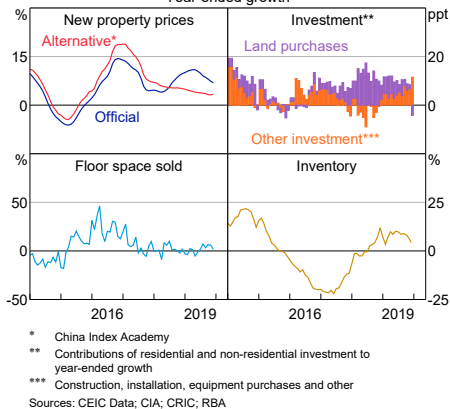 Year-ended growth
% New property prices Investment** ppt
Alternative*
Land purchases
15 20
0 0
Official
Other investment***
% Floor space sold Inventory %
50 25
0 0
-50 -25
2016 2019 2016 2019
* China Index Academy
** Contributions of residential and non-residential investment to
year-ended growth
*** Construction, installation, equipment purchases and other
Sources: CEIC Data; CIA; CRIC; RBA